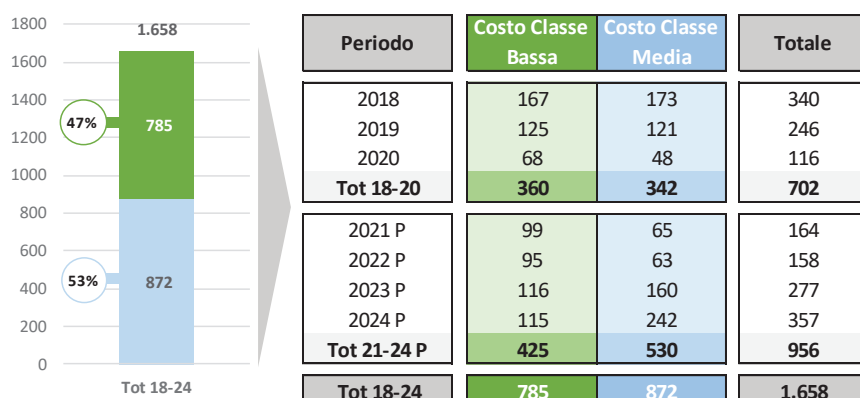 1800
1600
1400
1200
1000
800
600
400
200
0
1.658
47%
785
53%
872
Tot 18-24
Periodo Costo Classe Bassa Costo Classe Media Totale
2018 167 173 340
2019 125 121 246
2020 68 48 116
Tot 18-20 360 342 702
2021 P 99 65 164
2022 P 95 63 158
2023 P 116 160 277
2024 P 115 242 357
Tot 21-24 P 425 530 956
Tot 18-24 785 872 1.658